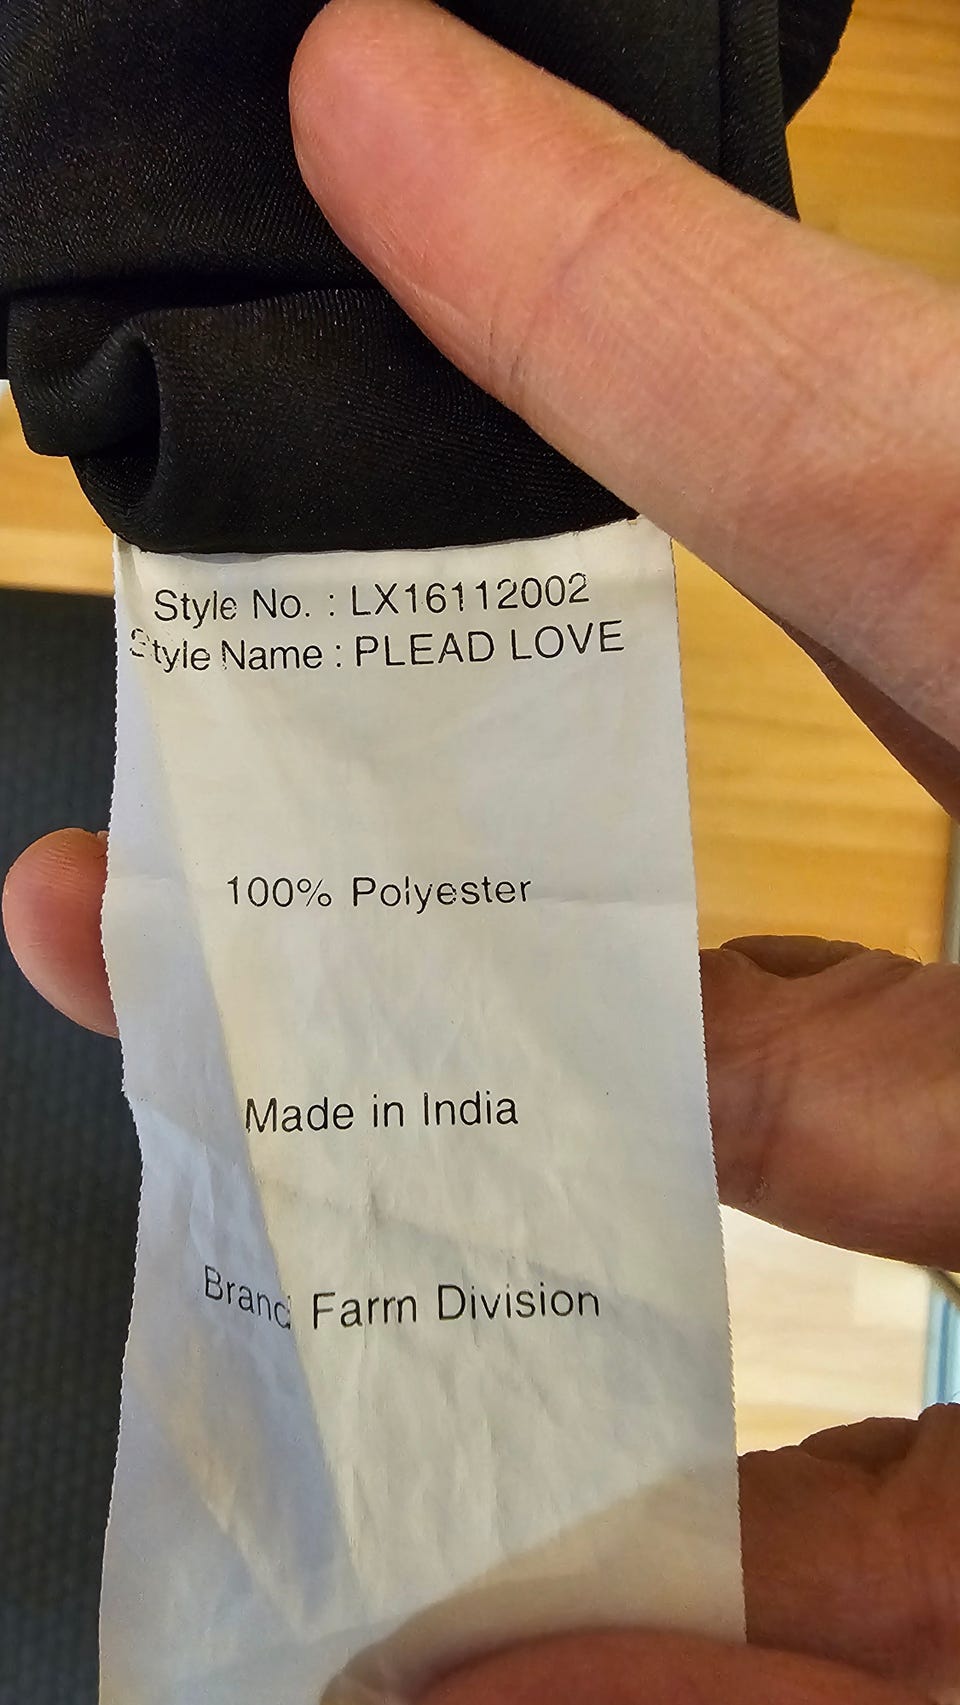 Style No. : LX16112002
Style Name : PLEAD LOVE
100% Polyester
Made in India
Brand Farm Division